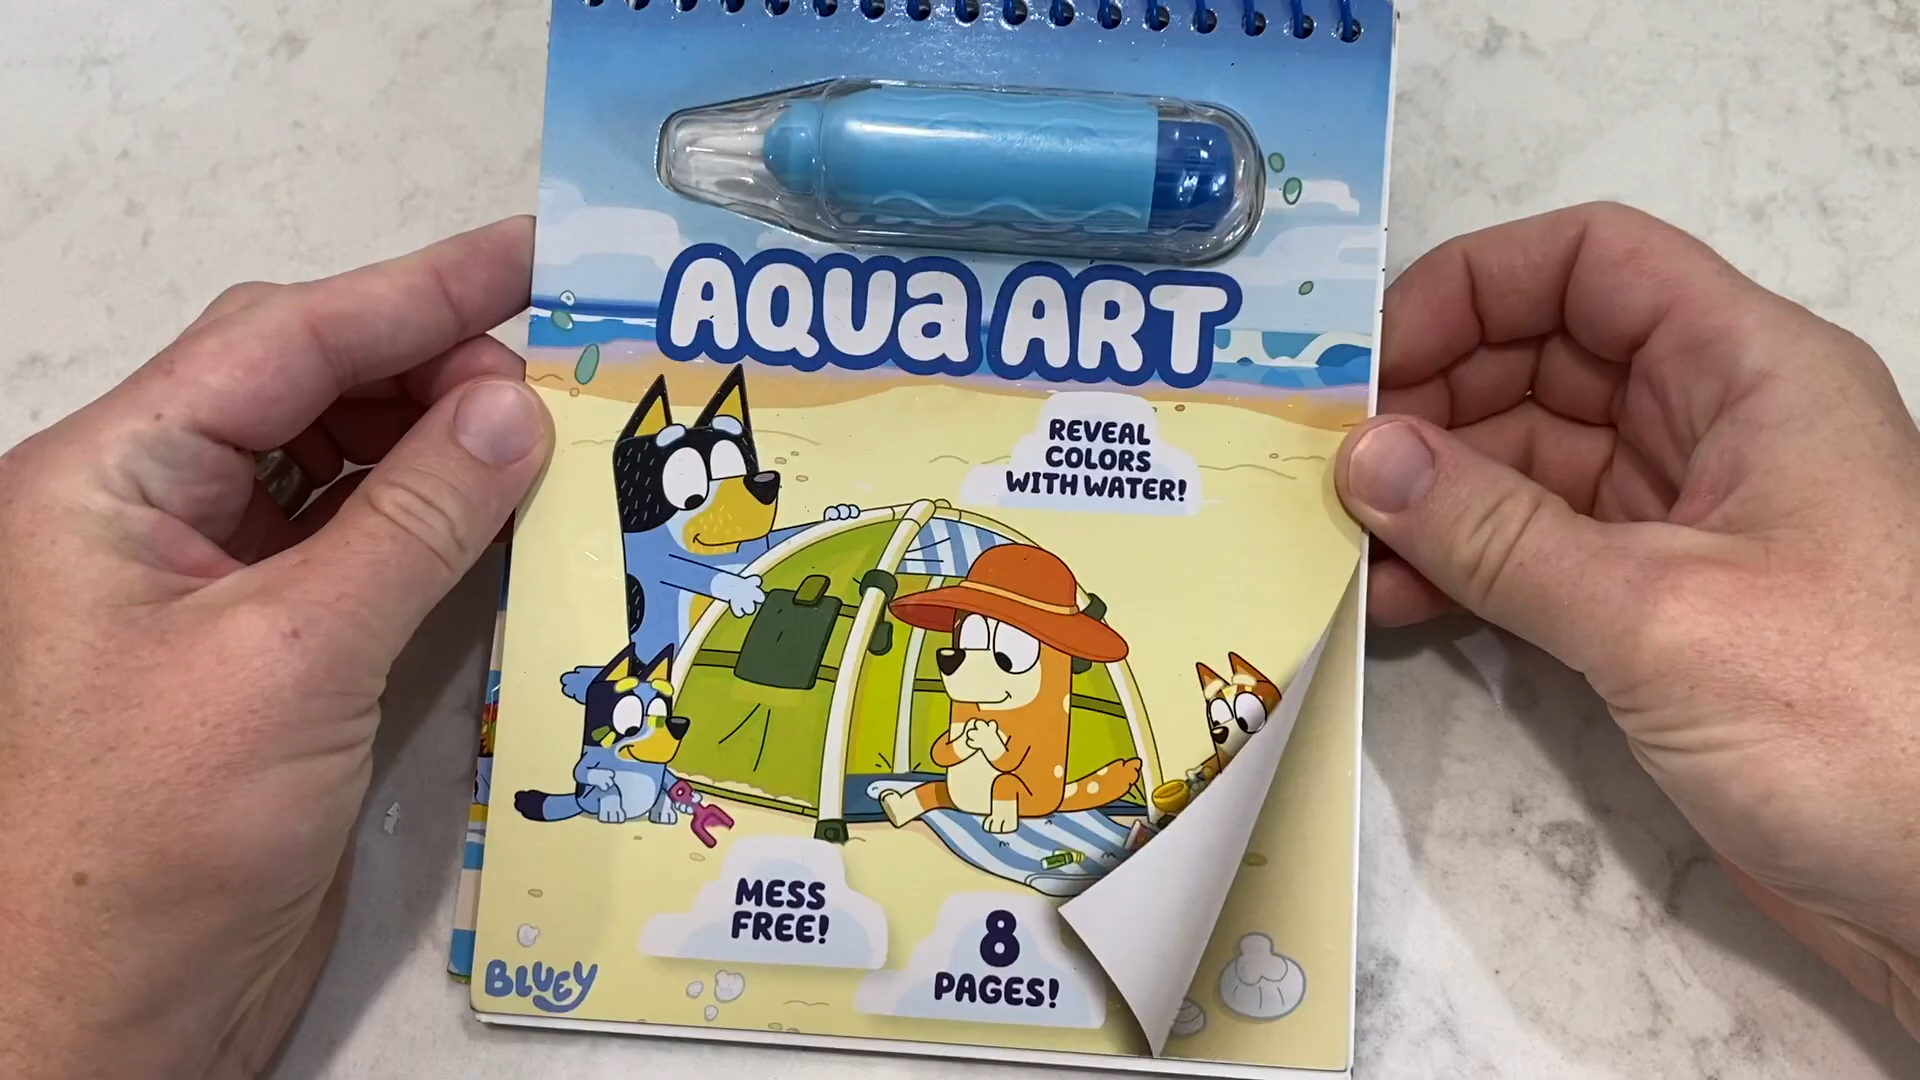 AQUA ART
REVEAL
COLORS
WITH WATER!
MESS
FREE!
8
PAGES!
BLUEY